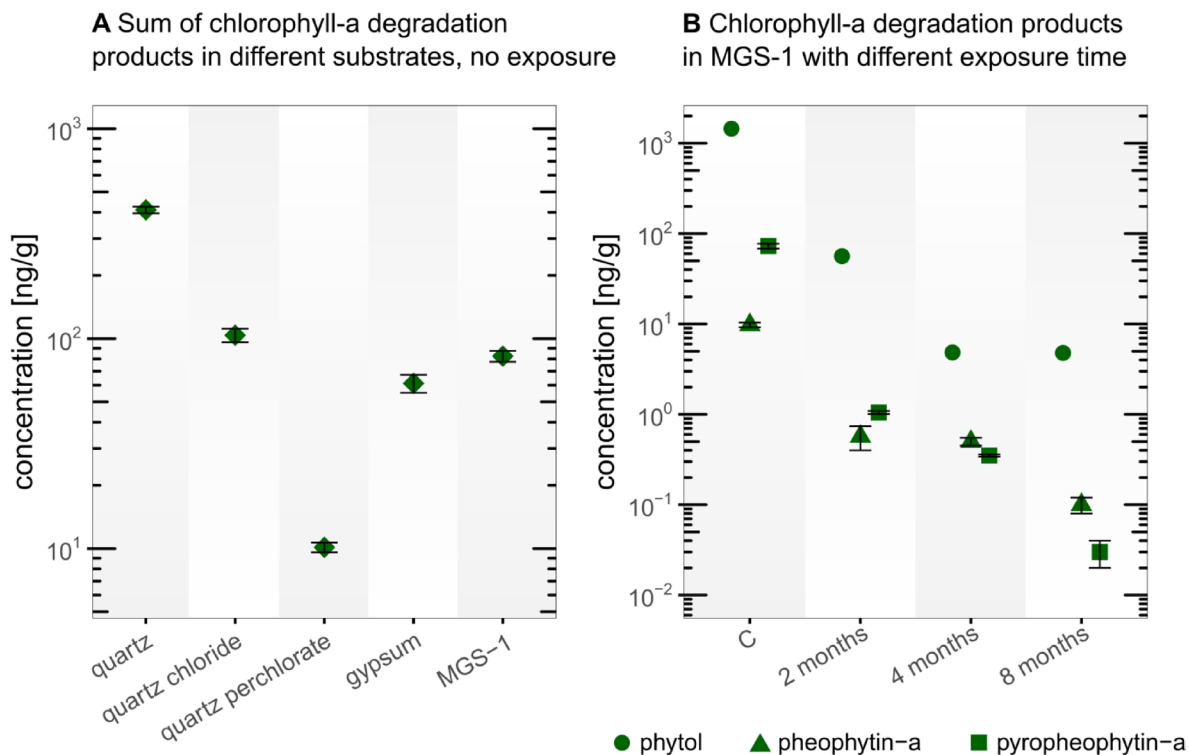 A Sum of chlorophyll-a degradation
products in different substrates, no exposure
concentration [ng/g]
10³
10²
10¹
quartz
quartz chloride
quartz perchlorate
gypsum
MGS−1
B Chlorophyll-a degradation products
in MGS-1 with different exposure time
concentration [ng/g]
10³
10²
10¹
10⁰
10⁻¹
10⁻²
C
2 months
4 months
8 months
phytol
pheophytin−a
pyropheophytin−a